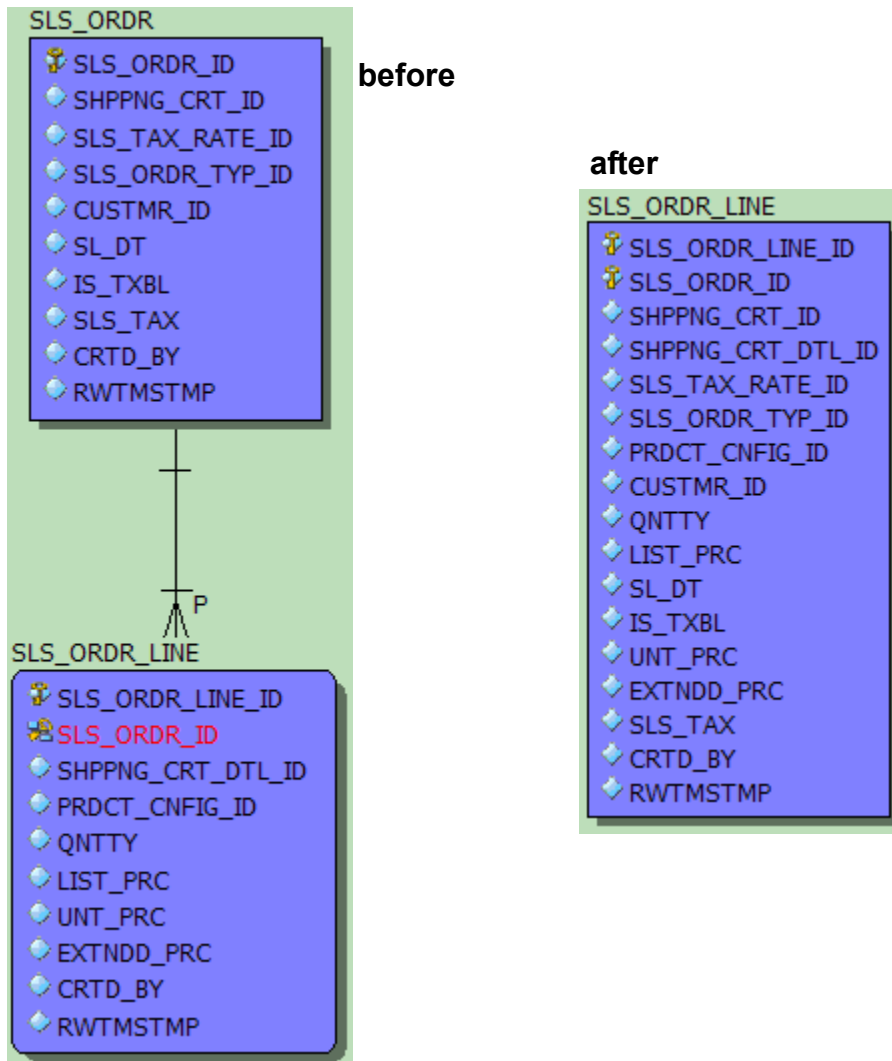 SLS_ORDR
SLS_ORDR_ID
SHPPNG_CRT_ID
SLS_TAX_RATE_ID
SLS_ORDR_TYP_ID
CUSTMR_ID
SL_DT
IS_TXBL
SLS_TAX
CRTD_BY
RWTMSTMP
before
P
SLS_ORDR_LINE
SLS_ORDR_LINE_ID
SLS_ORDR_ID
SHPPNG_CRT_DTL_ID
PRDCT_CNFIG_ID
QNTTY
LIST_PRC
UNT_PRC
EXTNDD_PRC
CRTD_BY
RWTMSTMP
after
SLS_ORDR_LINE
SLS_ORDR_LINE_ID
SLS_ORDR_ID
SHPPNG_CRT_ID
SHPPNG_CRT_DTL_ID
SLS_TAX_RATE_ID
SLS_ORDR_TYP_ID
PRDCT_CNFIG_ID
CUSTMR_ID
QNTTY
LIST_PRC
SL_DT
IS_TXBL
UNT_PRC
EXTNDD_PRC
SLS_TAX
CRTD_BY
RWTMSTMP